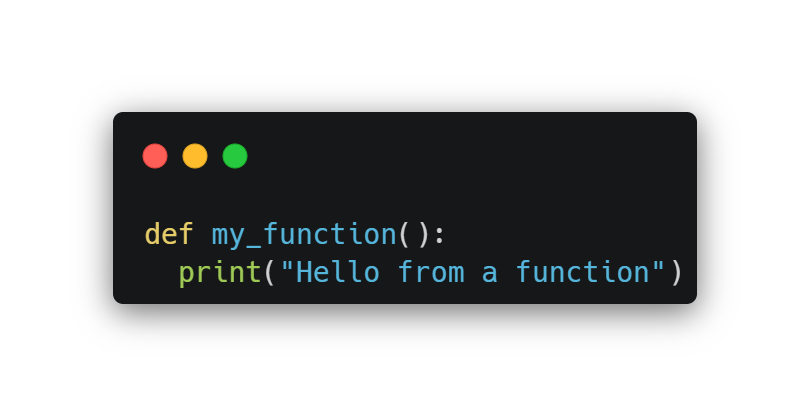 def my_function():
  print("Hello from a function")